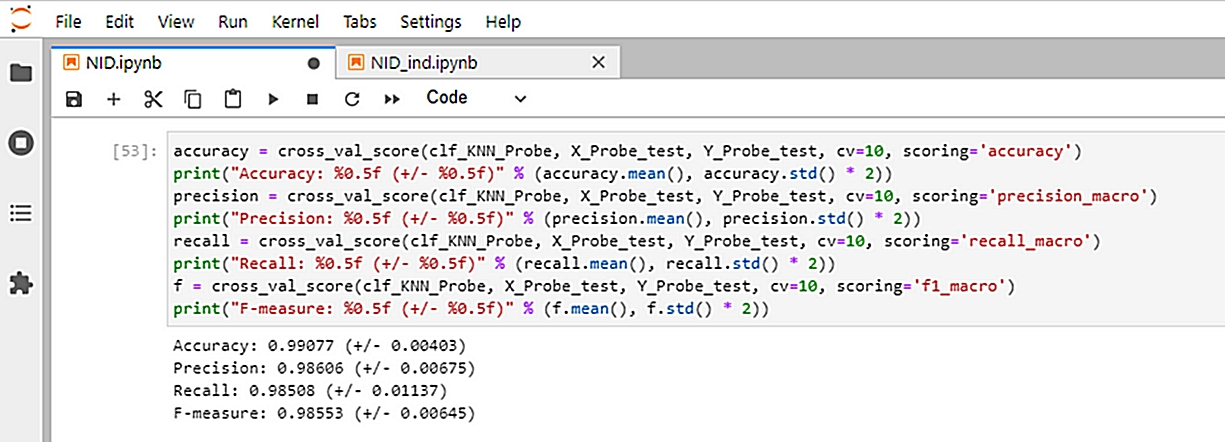 File Edit View Run Kernel Tabs Settings Help
NID.ipynb NID_ind.ipynb
Code
[53]: accuracy = cross_val_score(clf_KNN_Probe, X_Probe_test, Y_Probe_test, cv=10, scoring='accuracy')
print("Accuracy: %0.5f (+/- %0.5f)" % (accuracy.mean(), accuracy.std() * 2))
precision = cross_val_score(clf_KNN_Probe, X_Probe_test, Y_Probe_test, cv=10, scoring='precision_macro')
print("Precision: %0.5f (+/- %0.5f)" % (precision.mean(), precision.std() * 2))
recall = cross_val_score(clf_KNN_Probe, X_Probe_test, Y_Probe_test, cv=10, scoring='recall_macro')
print("Recall: %0.5f (+/- %0.5f)" % (recall.mean(), recall.std() * 2))
f = cross_val_score(clf_KNN_Probe, X_Probe_test, Y_Probe_test, cv=10, scoring='f1_macro')
print("F-measure: %0.5f (+/- %0.5f)" % (f.mean(), f.std() * 2))
Accuracy: 0.99077 (+/- 0.00403)
Precision: 0.98606 (+/- 0.00675)
Recall: 0.98508 (+/- 0.01137)
F-measure: 0.98553 (+/- 0.00645)